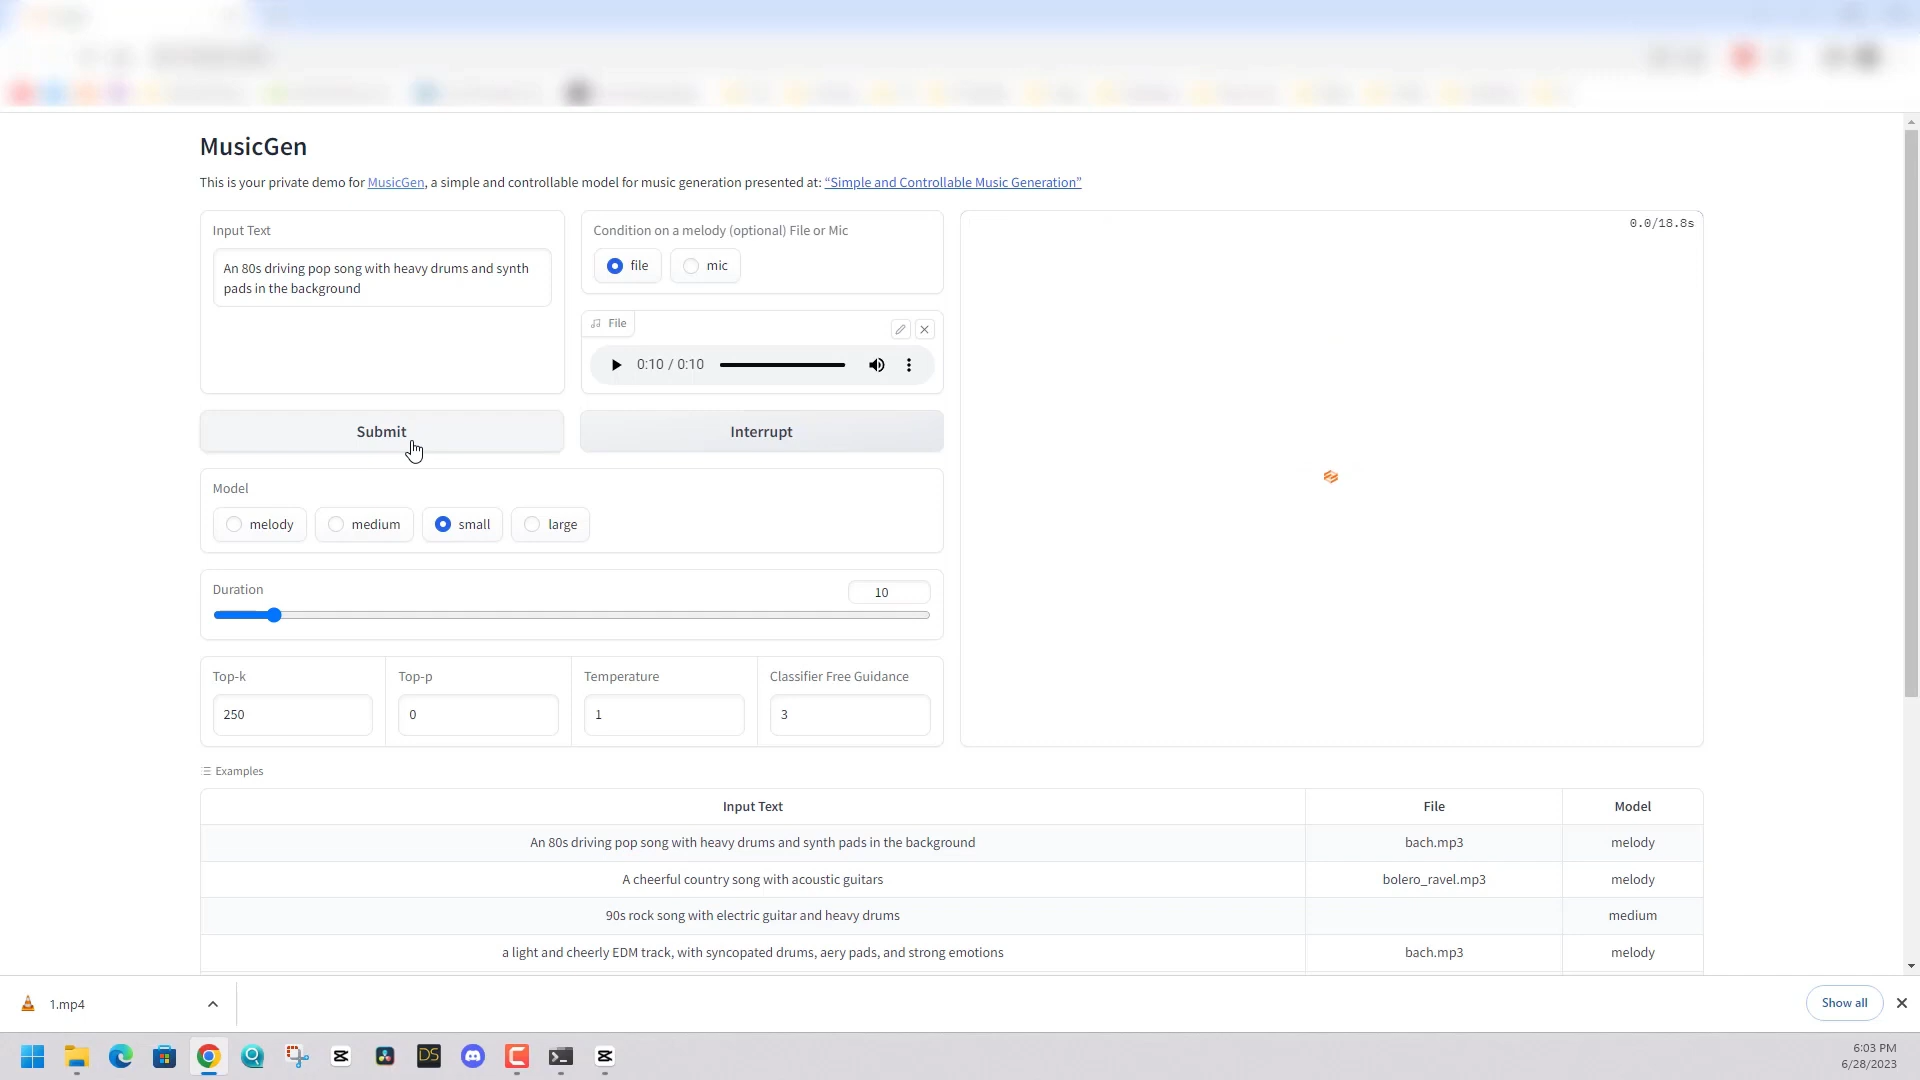 MusicGen
This is your private demo for MusicGen, a simple and controllable model for music generation presented at: “Simple and Controllable Music Generation”
Input Text
An 80s driving pop song with heavy drums and synth
pads in the background
Condition on a melody (optional) File or Mic
file mic
File
0:10 / 0:10
0.0/18.8s
Submit
Interrupt
Model
melody medium small large
Duration
10
Top-k Top-p Temperature Classifier Free Guidance
250 0 1 3
Examples
Input Text File Model
An 80s driving pop song with heavy drums and synth pads in the background bach.mp3 melody
A cheerful country song with acoustic guitars bolero_ravel.mp3 melody
90s rock song with electric guitar and heavy drums medium
a light and cheerly EDM track, with syncopated drums, aery pads, and strong emotions bach.mp3 melody
1.mp4
Show all
DS
6:03 PM
6/28/2023